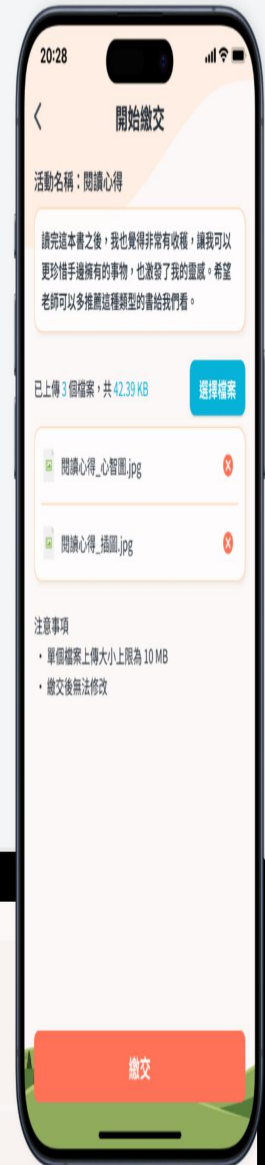 20:28
開始繳交
活動名稱：閱讀心得
讀完這本書之後，我也覺得非常有收穫，讓我可以
更珍惜手邊擁有的事物，也激發了我的靈感。希望
老師可以多推薦這種類型的書給我們看。
已上傳 3 個檔案，共 42.39 KB
選擇檔案
閱讀心得_心智圖.jpg
閱讀心得_插圖.jpg
注意事項
・單個檔案上傳大小上限為 10 MB
・繳交後無法修改
繳交